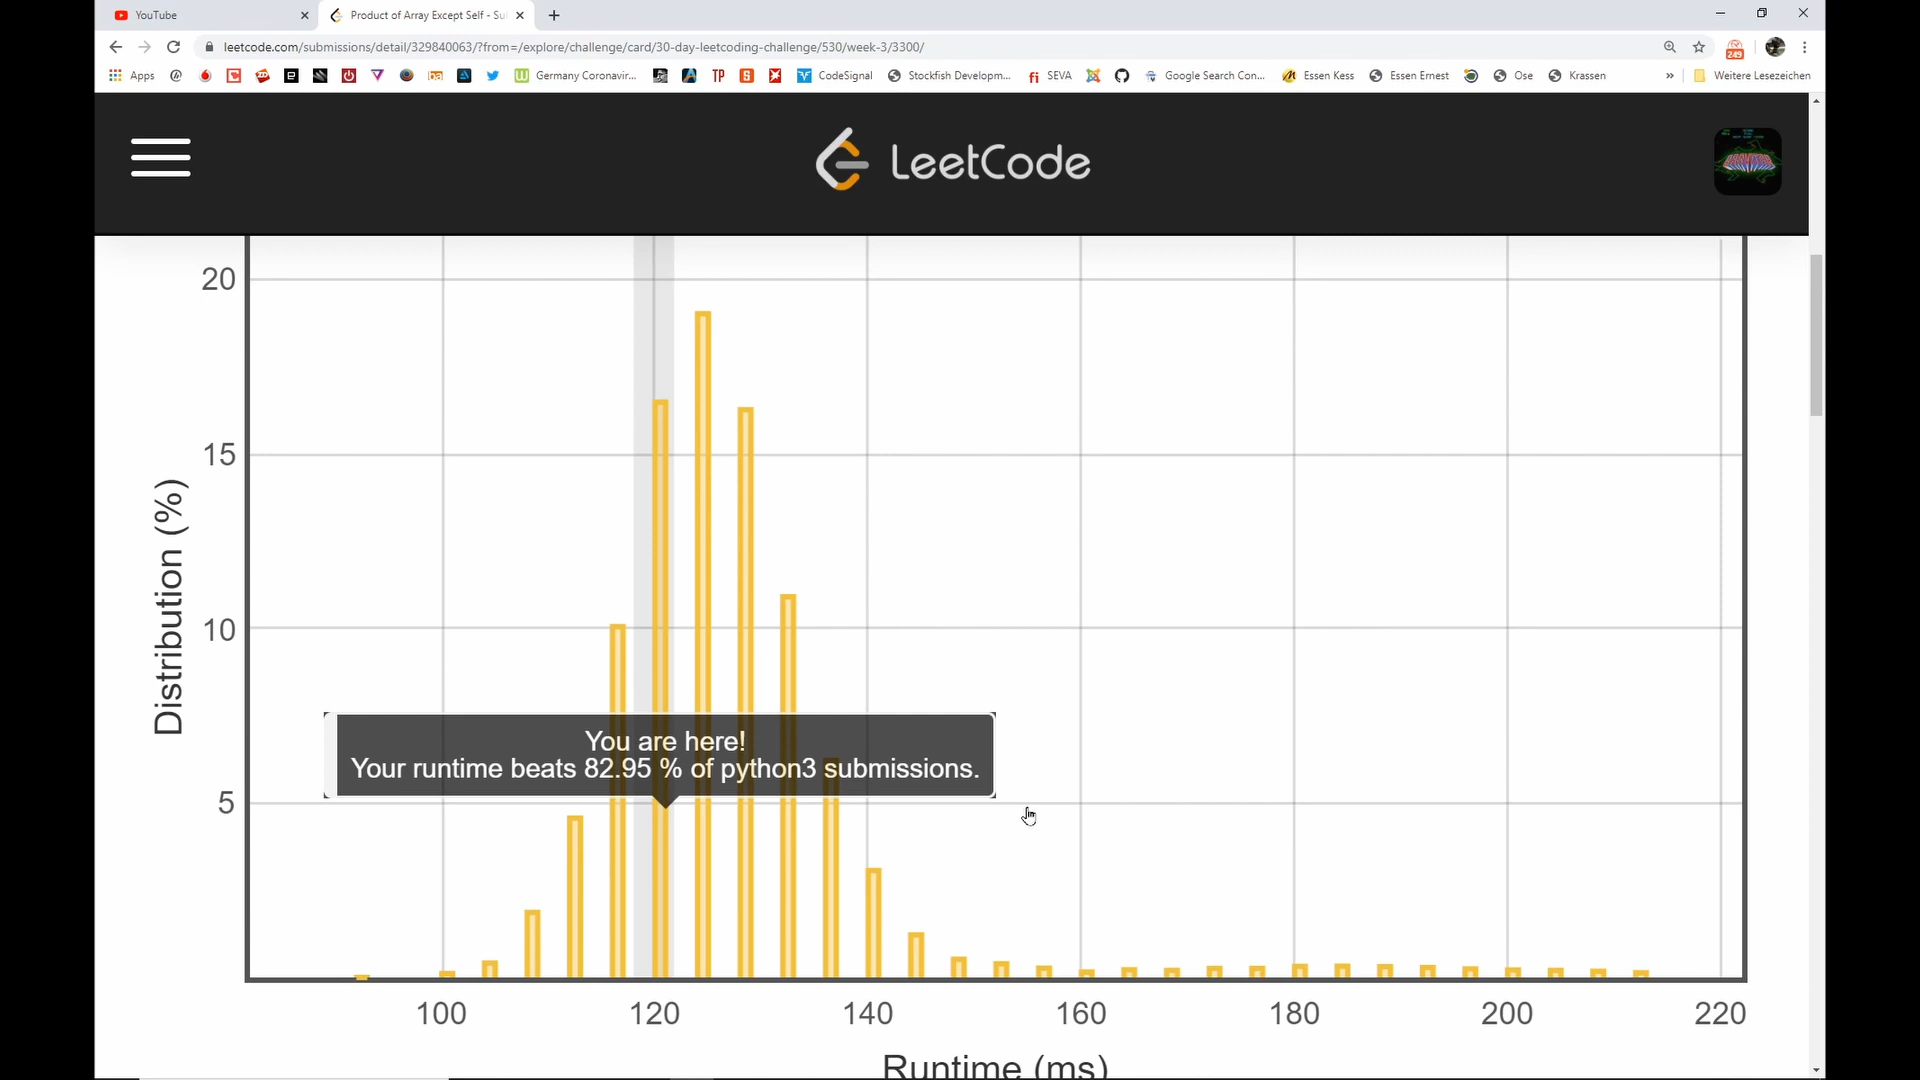 YouTube
Product of Array Except Self - Su
leetcode.com/submissions/detail/329840063/?from=/explore/challenge/card/30-day-leetcoding-challenge/530/week-3/3300/
249
Apps
Germany Coronavir...
TP
CodeSignal
Stockfish Developm...
SEVA
Google Search Con...
Essen Kess
Essen Ernest
Ose
Krassen
»
Weitere Lesezeichen
LeetCode
20
15
10
5
Distribution (%)
You are here!
Your runtime beats 82.95 % of python3 submissions.
100
120
140
160
180
200
220
Runtime (ms)